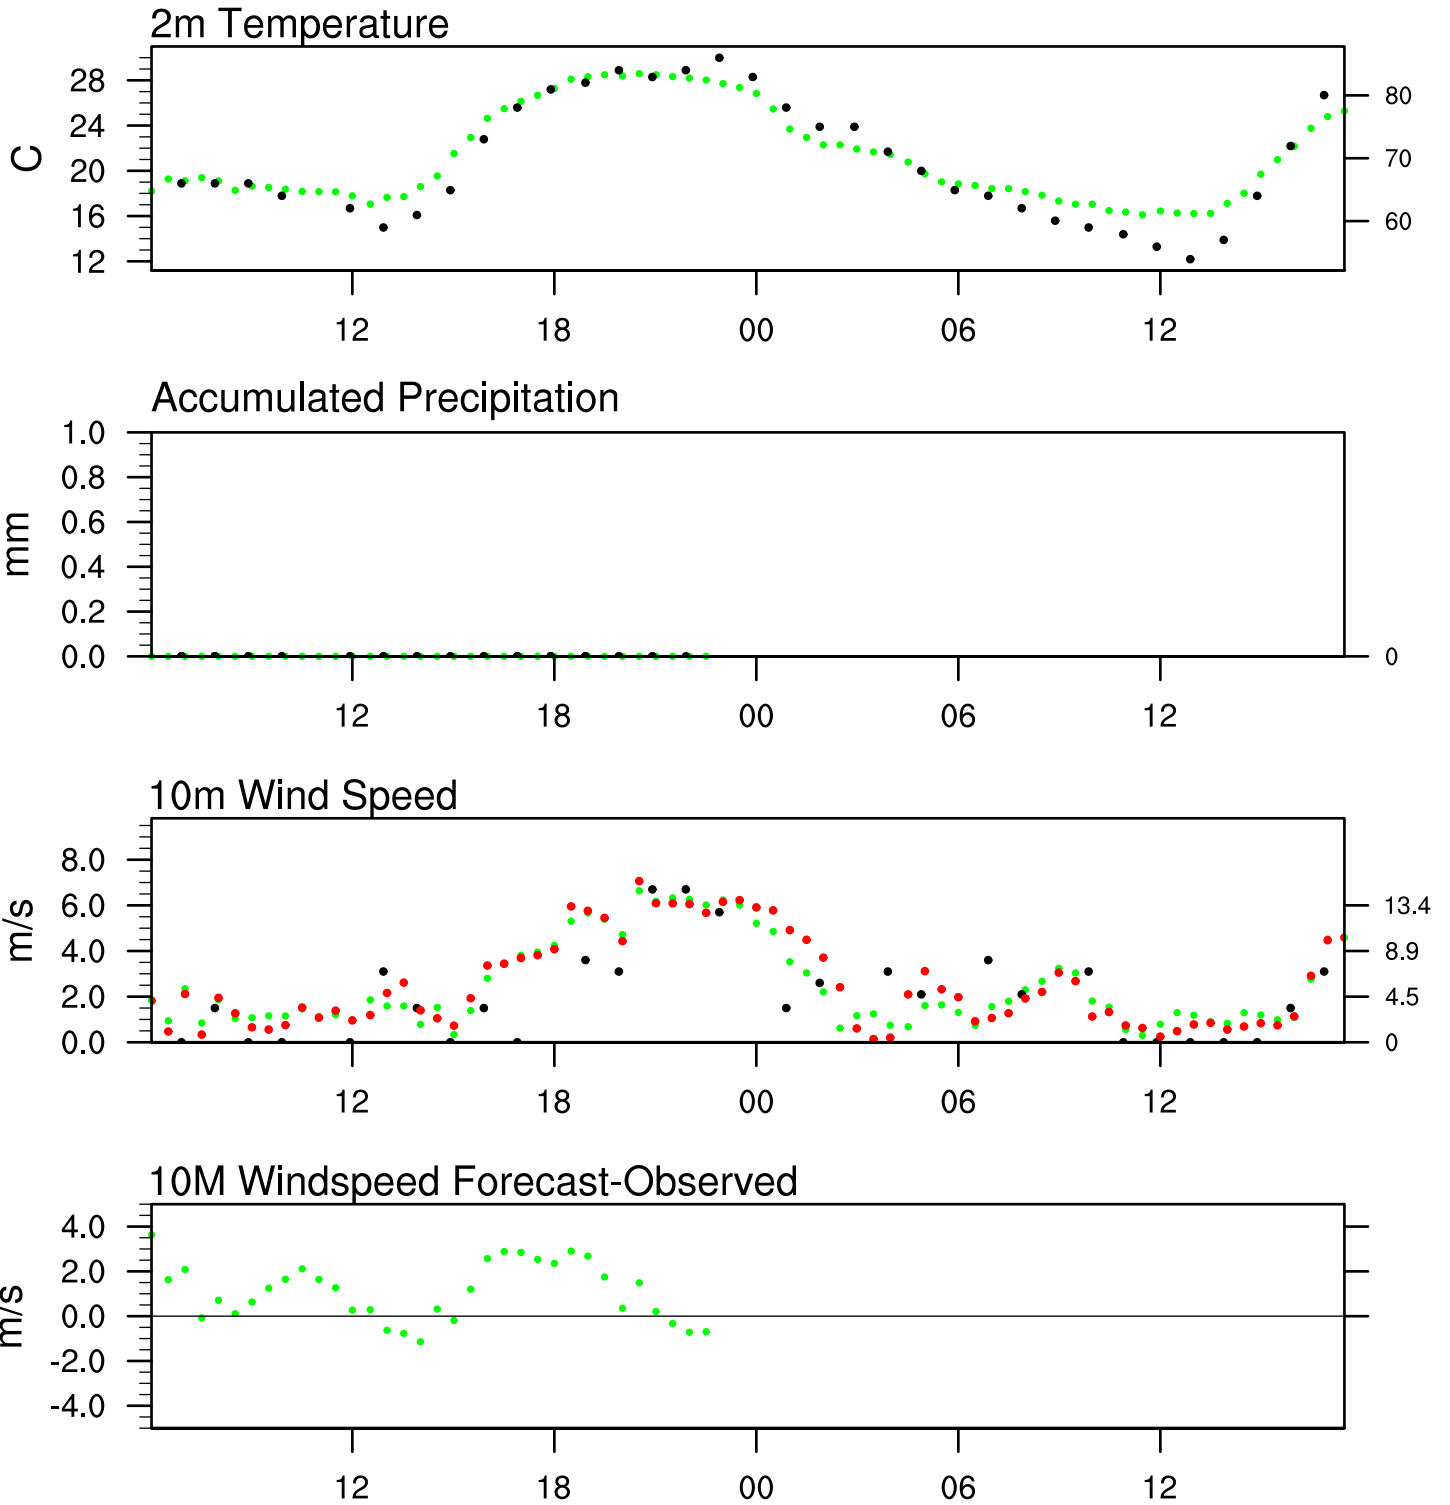 2m Temperature
28
24
20
16
12
C
80
70
60
12 18 00 06 12
Accumulated Precipitation
1.0
0.8
0.6
0.4
0.2
0.0
mm
0
12 18 00 06 12
10m Wind Speed
8.0
6.0
4.0
2.0
0.0
m/s
13.4
8.9
4.5
0
12 18 00 06 12
10M Windspeed Forecast-Observed
4.0
2.0
0.0
-2.0
-4.0
m/s
12 18 00 06 12